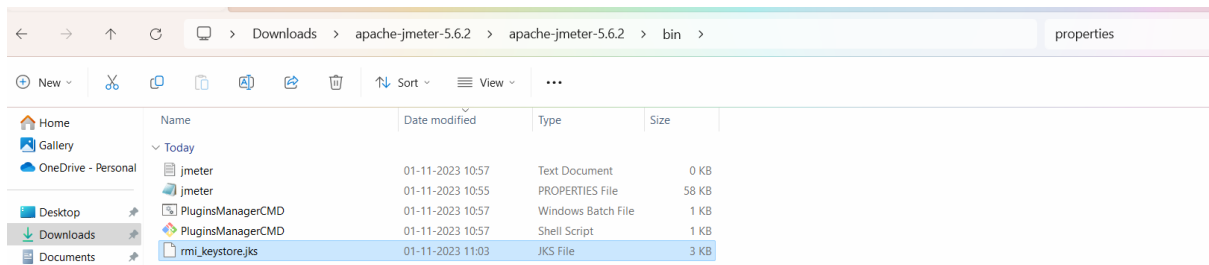 Downloads > apache-jmeter-5.6.2 > apache-jmeter-5.6.2 > bin > properties
New Sort View
Home Name Date modified Type Size
Gallery Today
OneDrive - Personal jmeter 01-11-2023 10:57 Text Document 0 KB
jmeter 01-11-2023 10:55 PROPERTIES File 58 KB
Desktop PluginsManagerCMD 01-11-2023 10:57 Windows Batch File 1 KB
Downloads PluginsManagerCMD 01-11-2023 10:57 Shell Script 1 KB
Documents rmi_keystore.jks 01-11-2023 11:03 JKS File 3 KB